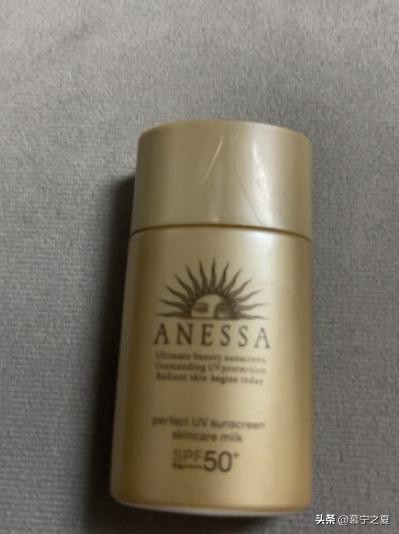 ANESSA
Ultimate beauty sunscreen
Outstanding UV protection
Radiant skin begins today
perfect UV sunscreen
skincare milk
SPF50+
PA++++
头条 @慕宁之夏